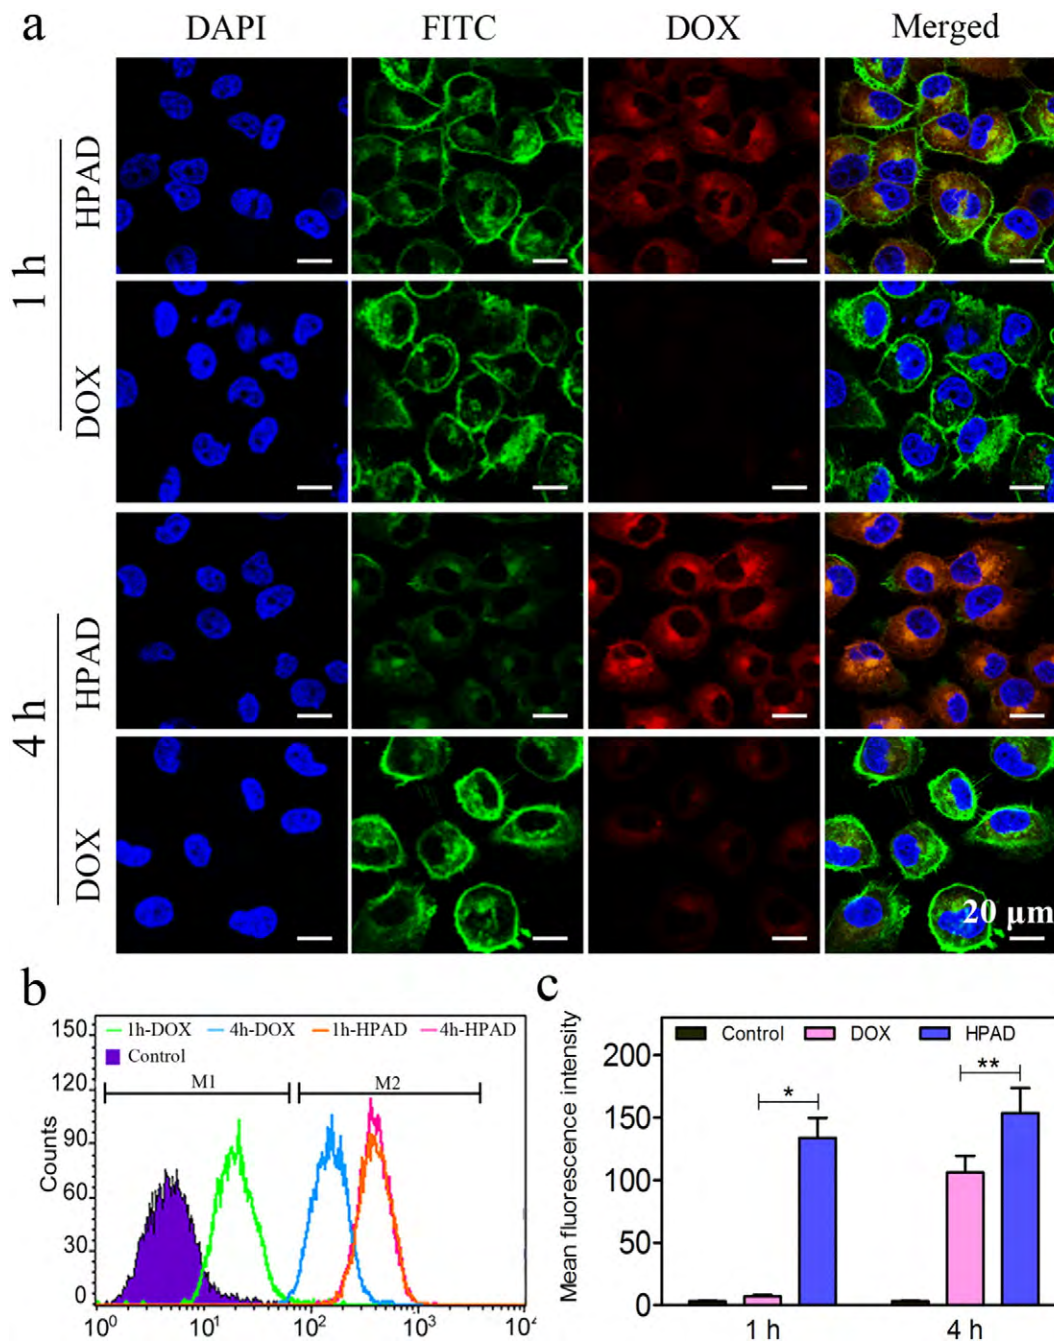 a
DAPI FITC DOX Merged
1 h
HPAD
DOX
4 h
HPAD
DOX
20 μm
b
1h-DOX 4h-DOX 1h-HPAD 4h-HPAD
Control
M1 M2
Counts
150
120
90
60
30
0
10⁰ 10¹ 10² 10³ 10⁴
c
Control DOX HPAD
Mean fluorescence intensity
200
150
100
50
0
* **
1 h 4 h